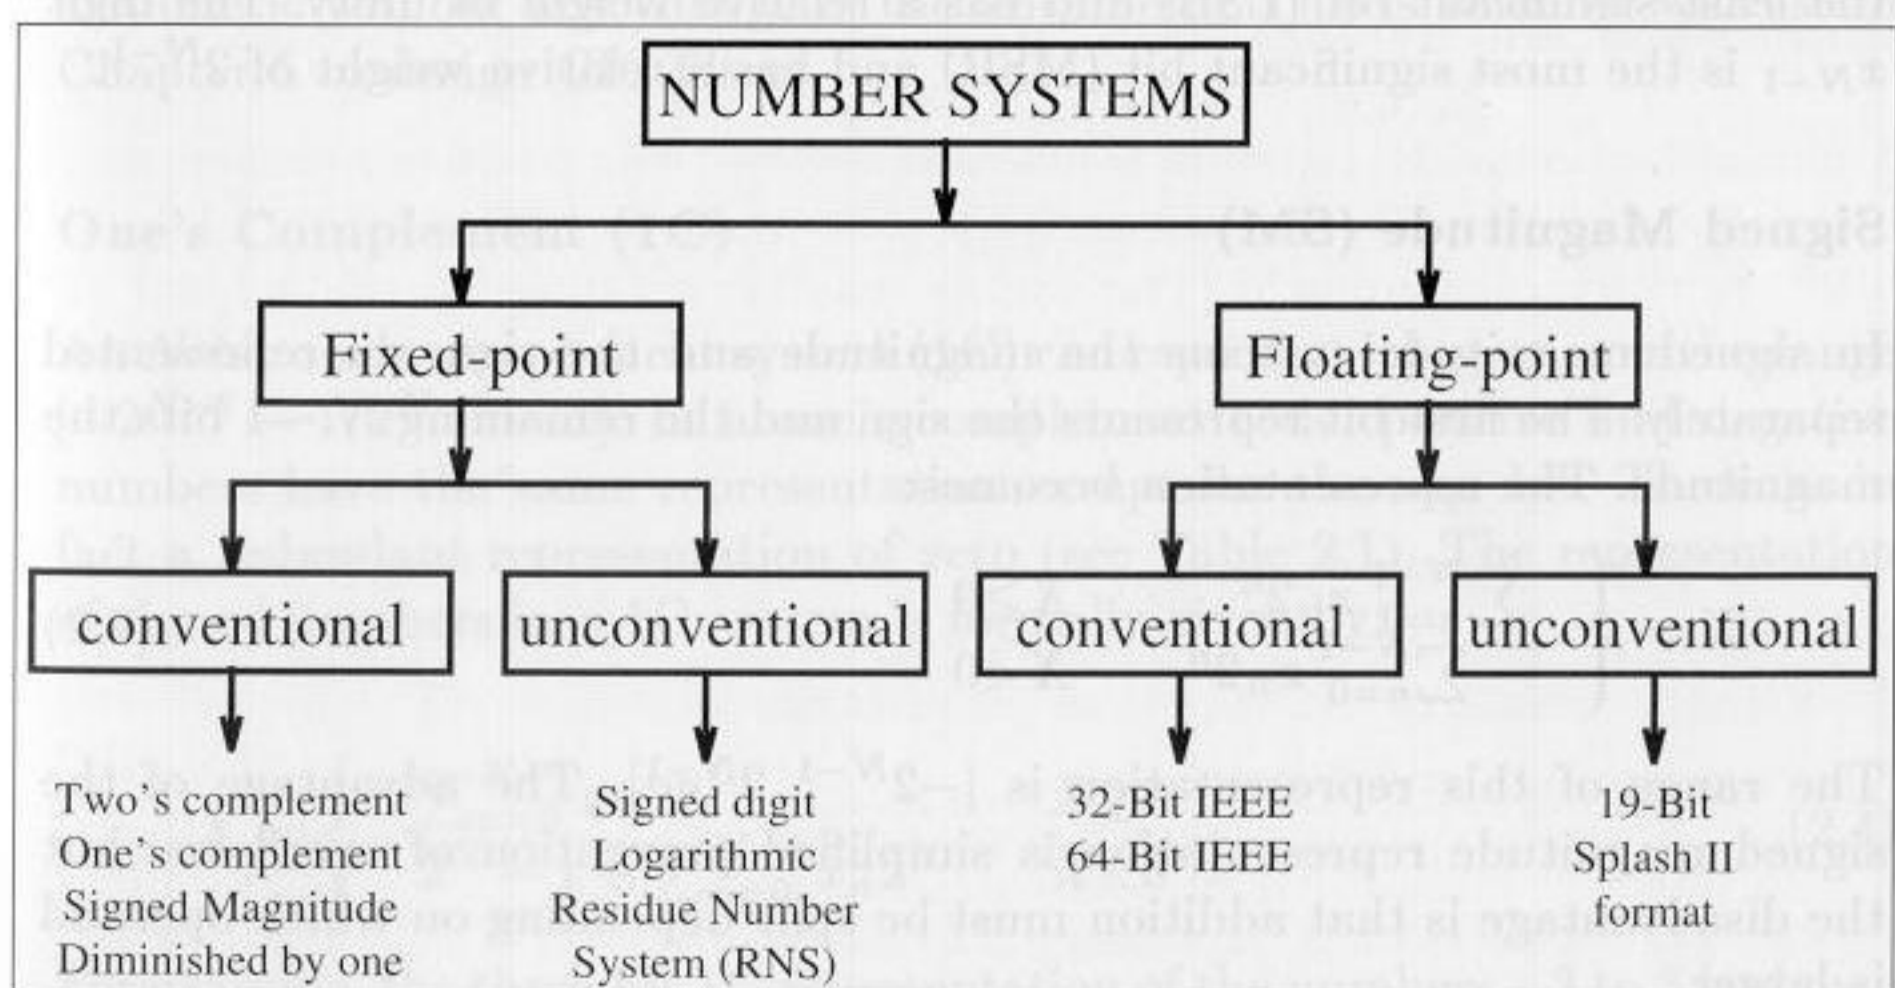 NUMBER SYSTEMS
Fixed-point
Floating-point
conventional
unconventional
conventional
unconventional
Two's complement
One's complement
Signed Magnitude
Diminished by one
Signed digit
Logarithmic
Residue Number
System (RNS)
32-Bit IEEE
64-Bit IEEE
19-Bit
Splash II
format